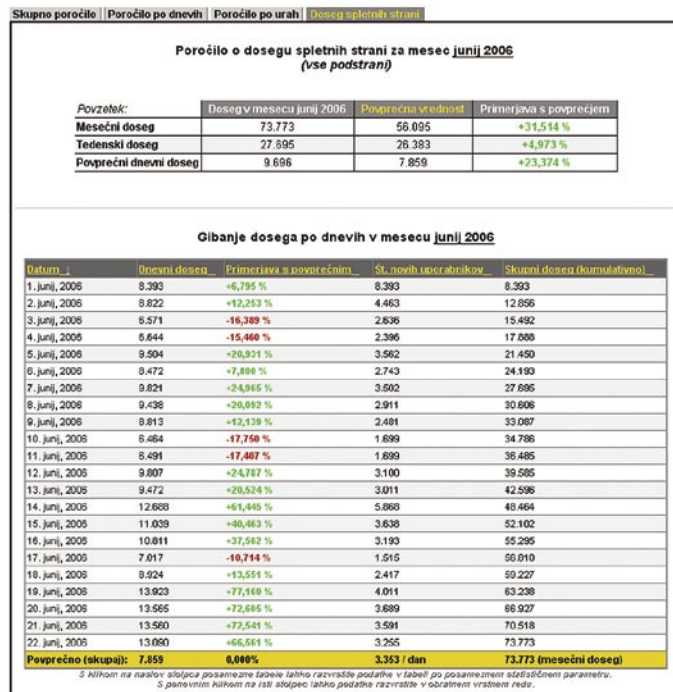 Skupno poročilo Poročilo po dnevih Poročilo po urah Doseg spletnih strani
Poročilo o dosegu spletnih strani za mesec junij 2006
(vse podstrani)
Povzetek: Doseg v mesecu junij 2006 Povprečna vrednost Primerjava s povprečjem
Mesečni doseg 73.773 56.095 +31,514 %
Tedenski doseg 27.695 26.383 +4,973 %
Povprečni dnevni doseg 9.696 7.859 +23,374 %
Gibanje dosega po dnevih v mesecu junij 2006
Datum ↓ Dnevni doseg Primerjava s povprečnim Št. novih uporabnikov Skupni doseg (kumulativno)
1. junij, 2006 8.393 +6,795 % 8.393 8.393
2. junij, 2006 8.822 +12,253 % 4.463 12.856
3. junij, 2006 6.571 -16,389 % 2.636 15.492
4. junij, 2006 6.644 -15,460 % 2.396 17.888
5. junij, 2006 9.504 +20,931 % 3.562 21.450
6. junij, 2006 8.472 +7,800 % 2.743 24.193
7. junij, 2006 9.821 +24,965 % 3.502 27.695
8. junij, 2006 9.438 +20,092 % 2.911 30.606
9. junij, 2006 8.813 +12,139 % 2.481 33.087
10. junij, 2006 6.464 -17,750 % 1.699 34.786
11. junij, 2006 6.491 -17,407 % 1.699 36.485
12. junij, 2006 9.807 +24,787 % 3.100 39.585
13. junij, 2006 9.472 +20,524 % 3.011 42.596
14. junij, 2006 12.688 +61,445 % 5.868 48.464
15. junij, 2006 11.039 +40,463 % 3.638 52.102
16. junij, 2006 10.811 +37,562 % 3.193 55.295
17. junij, 2006 7.017 -10,714 % 1.515 56.810
18. junij, 2006 8.924 +13,551 % 2.417 59.227
19. junij, 2006 13.923 +77,160 % 4.011 63.238
20. junij, 2006 13.565 +72,605 % 3.689 66.927
21. junij, 2006 13.560 +72,541 % 3.591 70.518
22. junij, 2006 13.090 +66,561 % 3.255 73.773
Povprečno (skupaj): 7.859 0,000% 3.353 / dan 73.773 (mesečni doseg)
S klikom na naslov stolpca posamezne tabele lahko razvrstite podatke v tabeli po posameznem statističnem parametru.
S ponovnim klikom na isti stolpec lahko podatke razvrstite v obratnem vrstnem redu.